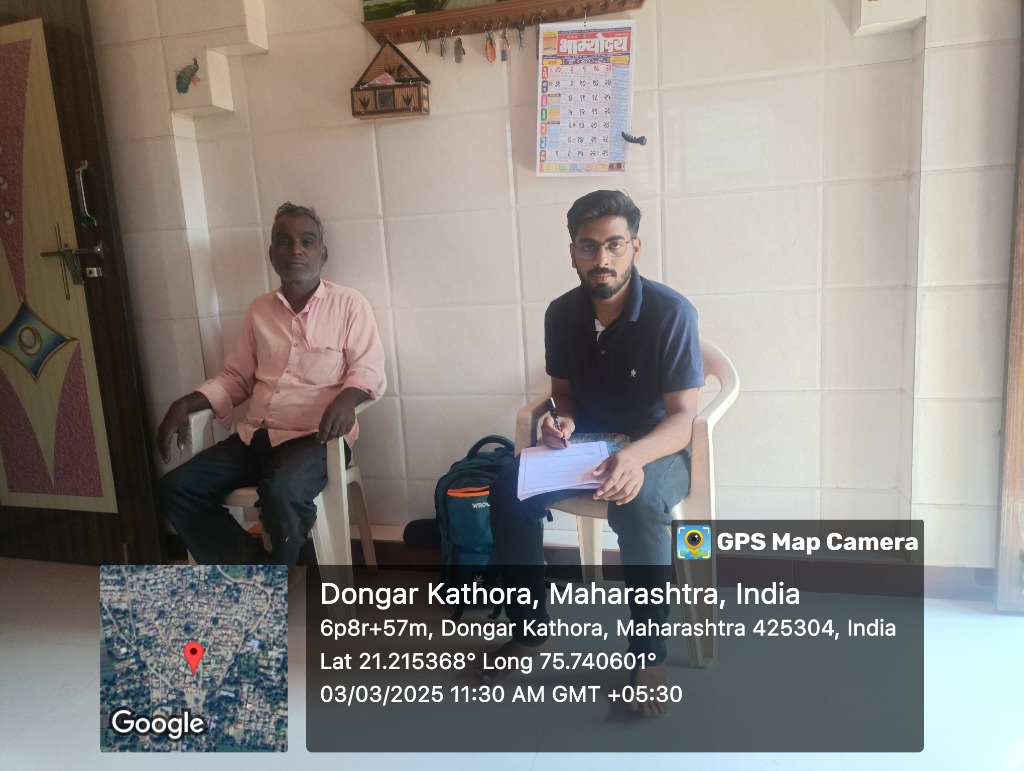 भाग्योदय
WROG
GPS Map Camera
Dongar Kathora, Maharashtra, India
6p8r+57m, Dongar Kathora, Maharashtra 425304, India
Lat 21.215368° Long 75.740601°
03/03/2025 11:30 AM GMT +05:30
Google